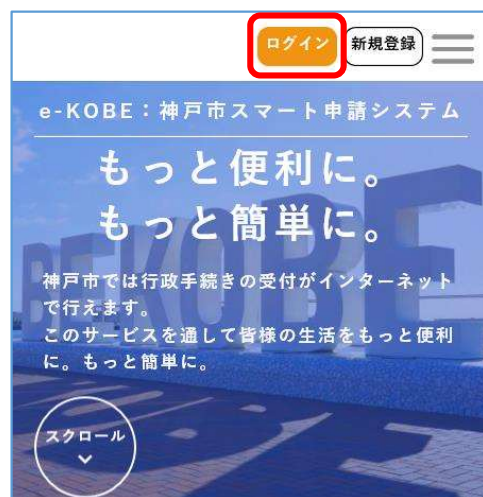 ログイン 新規登録
e-KOBE：神戸市スマート申請システム
もっと便利に。
もっと簡単に。
神戸市では行政手続きの受付がインターネット
で行えます。
このサービスを通して皆様の生活をもっと便利
に。もっと簡単に。
スクロール
BE KOBE